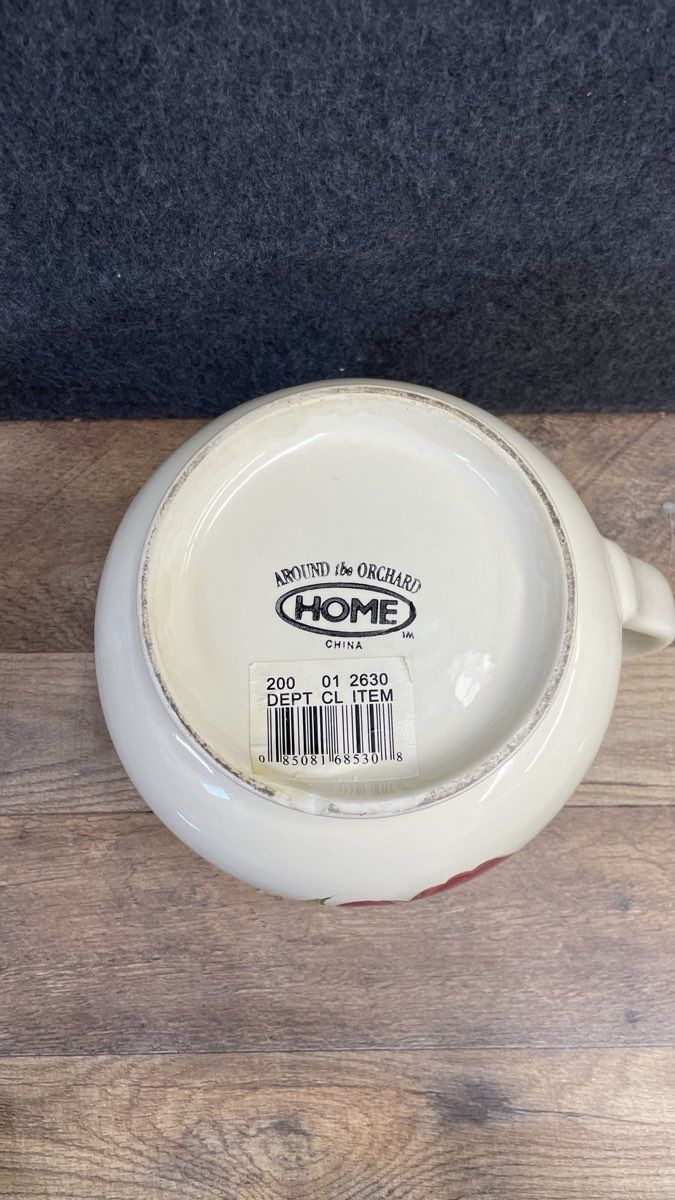 AROUND the ORCHARD
HOME
TM
CHINA
200 01 2630
DEPT CL ITEM
0 85081 68530 8